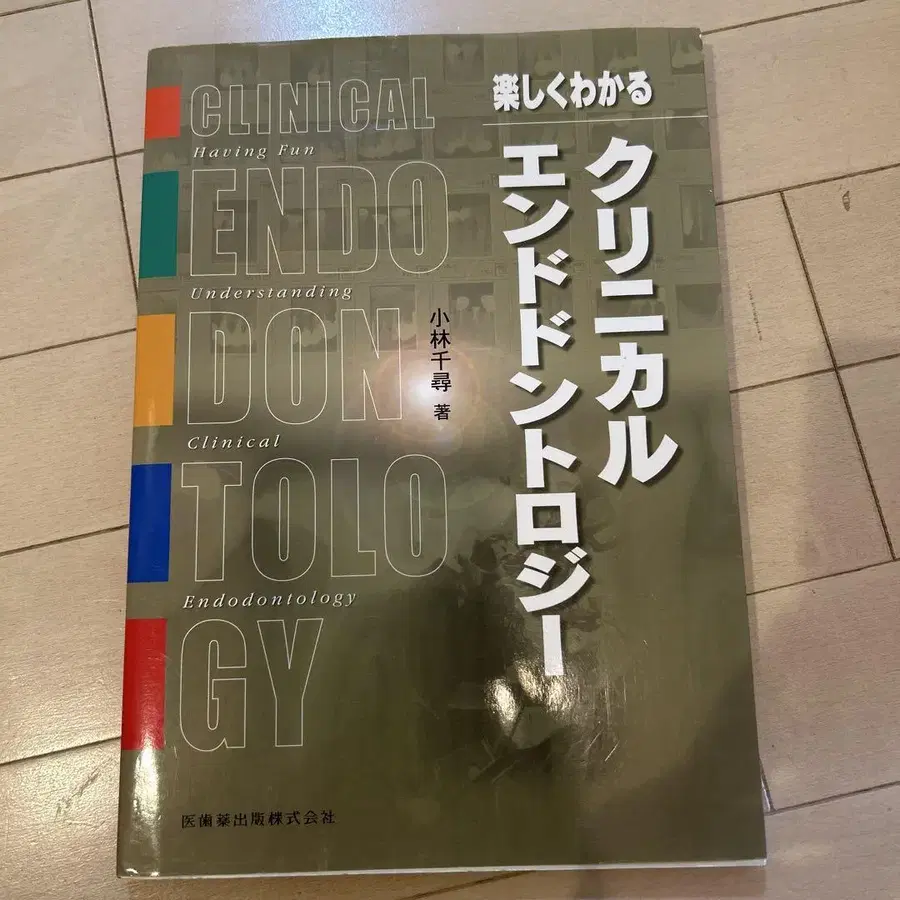 楽しくわかる
クリニカル
エンドドントロジー
小林千尋 著
CLINICAL
Having Fun
ENDO
Understanding
DON
Clinical
TOLO
Endodontology
GY
医歯薬出版株式会社